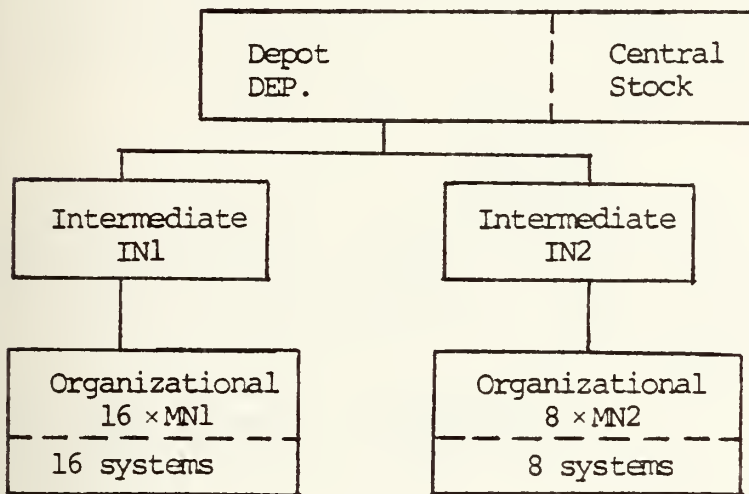 Depot
DEP.
Central
Stock
Intermediate
IN1
Intermediate
IN2
Organizational
16 × MN1
16 systems
Organizational
8 × MN2
8 systems